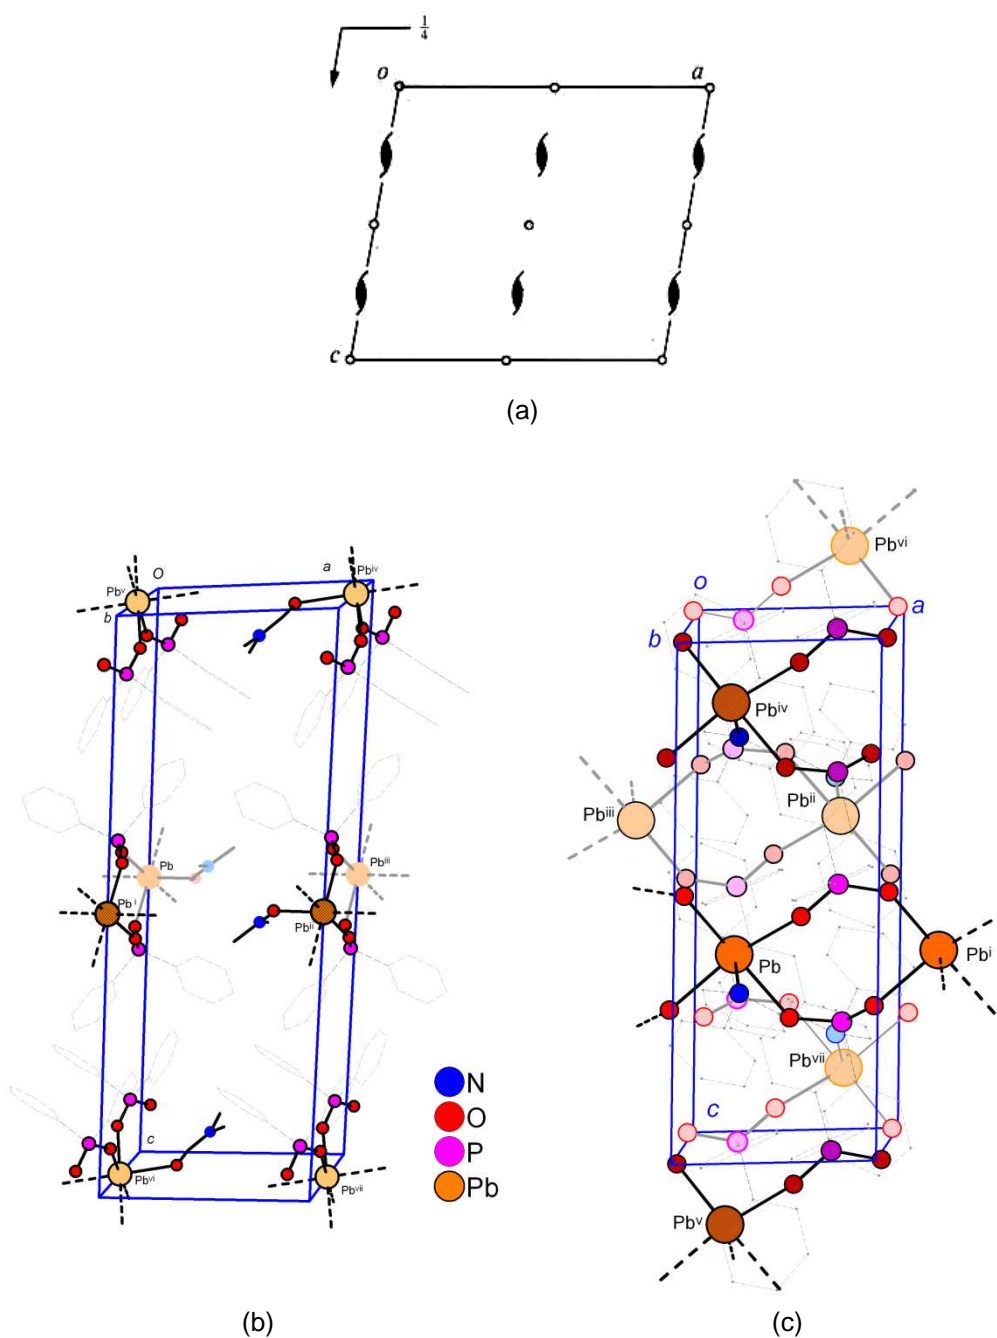 1/4
o a
c
(a)
O a Pbiv
Pbv
b
Pb Pbiii
Pbi Pbii
c
Pbvi Pbvii
N
O
P
Pb
(b)
Pbvi
o a
b
Pbiv
Pbiii Pbii
Pb Pbi
Pbvii
c
Pbv
(c)